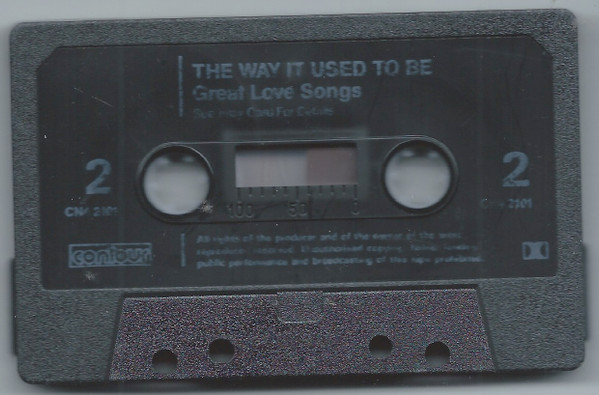 THE WAY IT USED TO BE
Great Love Songs
See Inlay Card For Details
2
2
CN4 2101
CN4 2101
100 50 0
contour
All rights of the producer and of the owner of the work
reproduced reserved. Unauthorised copying, hiring, lending,
public performance and broadcasting of this tape prohibited.